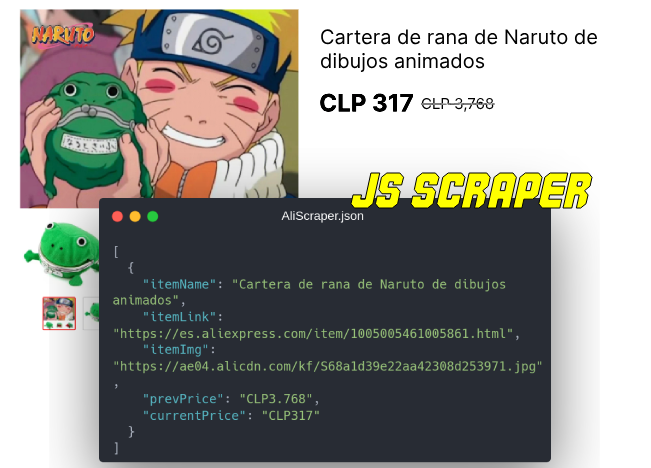 NARUTO
Cartera de rana de Naruto de
dibujos animados
CLP 317 CLP 3,768
JS SCRAPER
AliScraper.json
[
{
"itemName": "Cartera de rana de Naruto de dibujos
animados",
"itemLink":
"https://es.aliexpress.com/item/1005005461005861.html",
"itemImg":
"https://ae04.alicdn.com/kf/S68a1d39e22aa42308d253971.jpg"
,
"prevPrice": "CLP3.768",
"currentPrice": "CLP317"
}
]